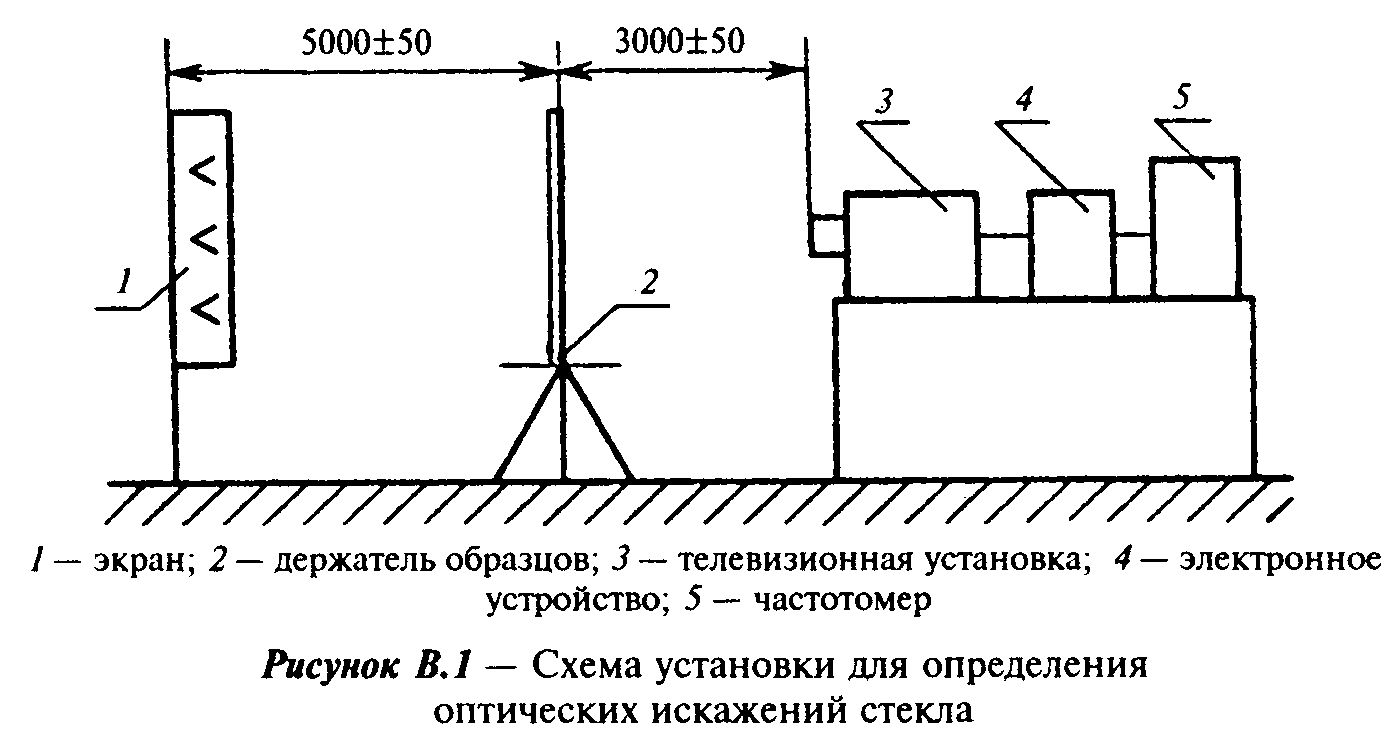 5000±50
3000±50
3
4
5
1
2
1 — экран; 2 — держатель образцов; 3 — телевизионная установка; 4 — электронное
устройство; 5 — частотомер
Рисунок В.1 — Схема установки для определения
оптических искажений стекла